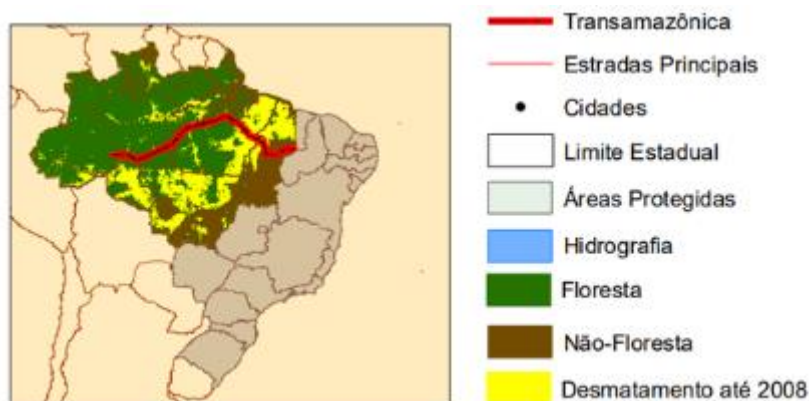 Transamazônica
Estradas Principais
Cidades
Limite Estadual
Áreas Protegidas
Hidrografia
Floresta
Não-Floresta
Desmatamento até 2008